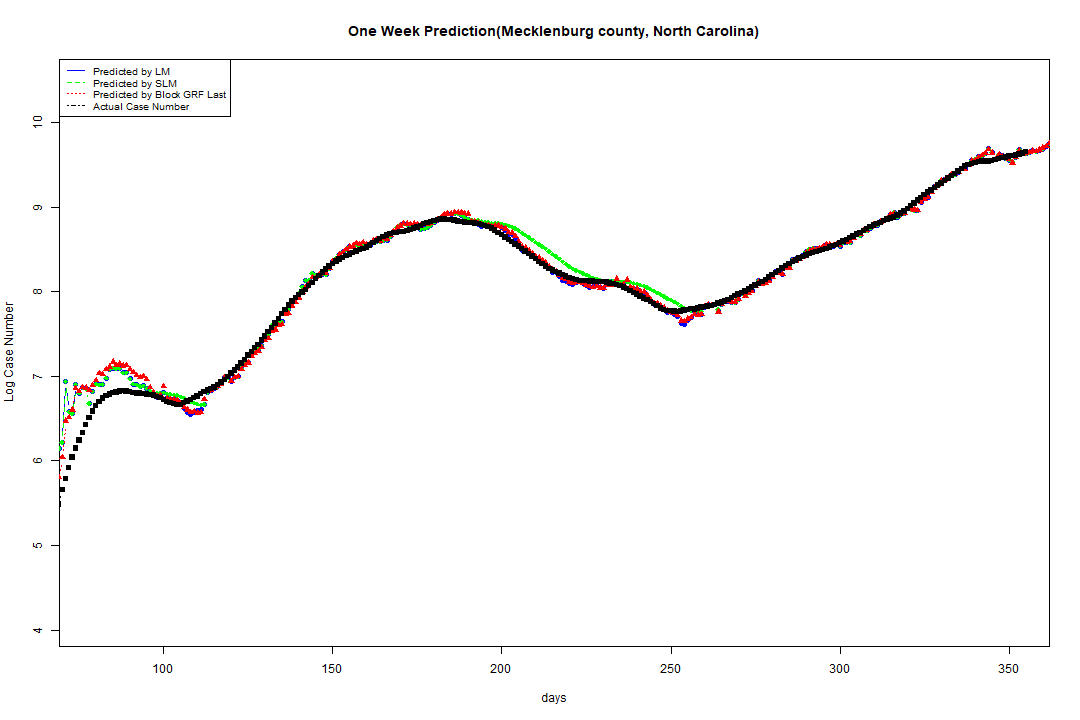 One Week Prediction(Mecklenburg county, North Carolina)
Predicted by LM
Predicted by SLM
Predicted by Block GRF Last
Actual Case Number
Log Case Number
10
9
8
7
6
5
4
100 150 200 250 300 350
days